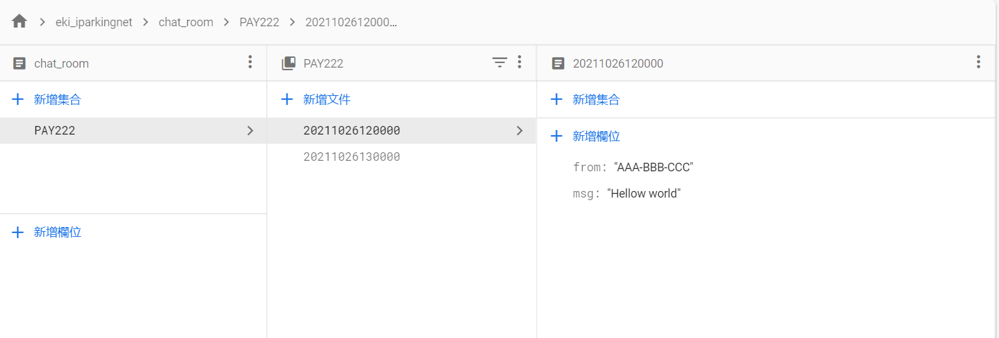 eki_iparkingnet > chat_room > PAY222 > 2021102612000...
chat_room
新增集合
PAY222
新增欄位
PAY222
新增文件
20211026120000
20211026130000
20211026120000
新增集合
新增欄位
from: "AAA-BBB-CCC"
msg: "Hellow world"